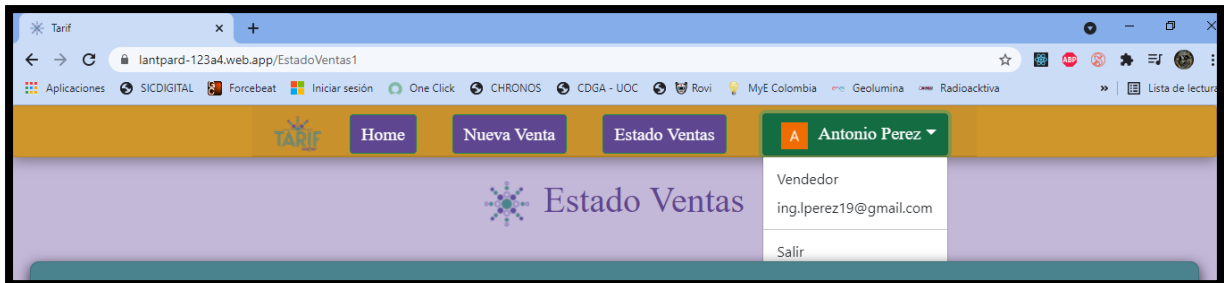 Tarif
lantpard-123a4.web.app/EstadoVentas1
ABP
Aplicaciones SICDIGITAL Forcebeat Iniciar sesión One Click CHRONOS CDGA - UOC Rovi MyE Colombia Geolumina Radioacktiva » Lista de lectura
TARIF Home Nueva Venta Estado Ventas A Antonio Perez
Estado Ventas
Vendedor
ing.lperez19@gmail.com
Salir